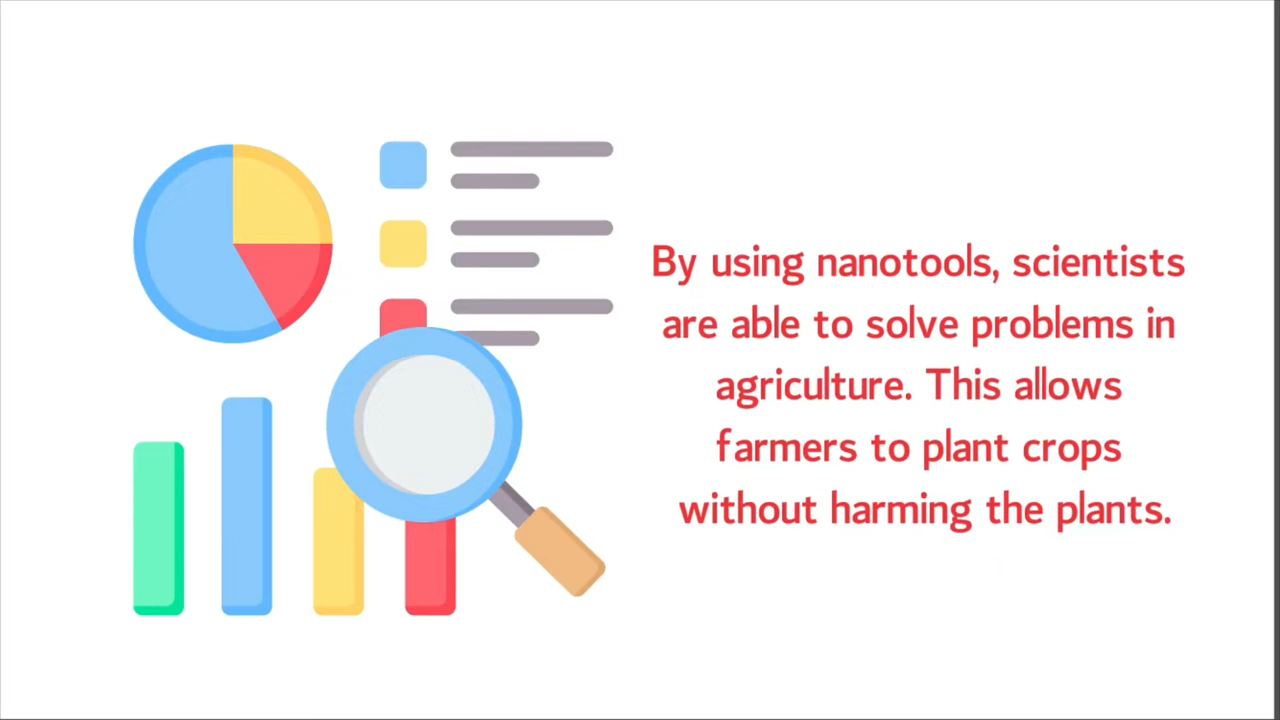 By using nanotools, scientists
are able to solve problems in
agriculture. This allows
farmers to plant crops
without harming the plants.